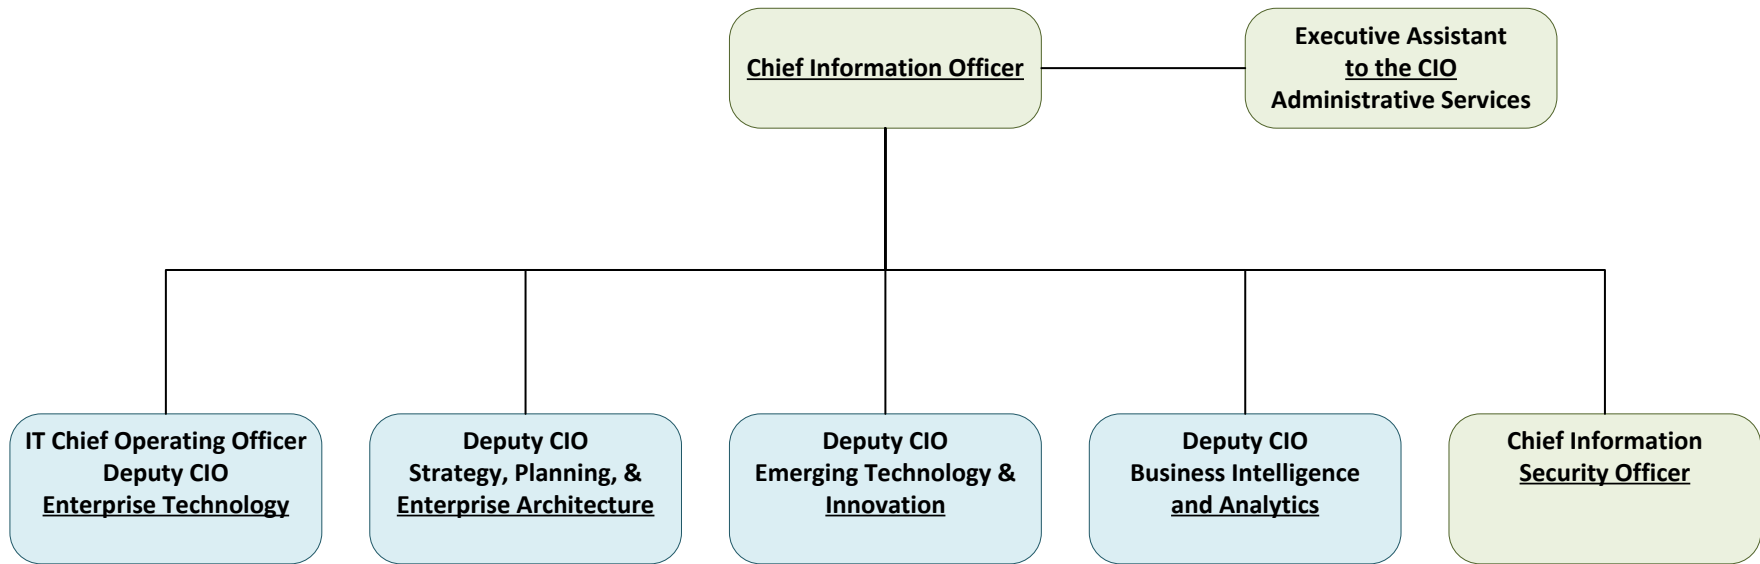 Chief Information Officer
Executive Assistant
to the CIO
Administrative Services
IT Chief Operating Officer
Deputy CIO
Enterprise Technology
Deputy CIO
Strategy, Planning, &
Enterprise Architecture
Deputy CIO
Emerging Technology &
Innovation
Deputy CIO
Business Intelligence
and Analytics
Chief Information
Security Officer